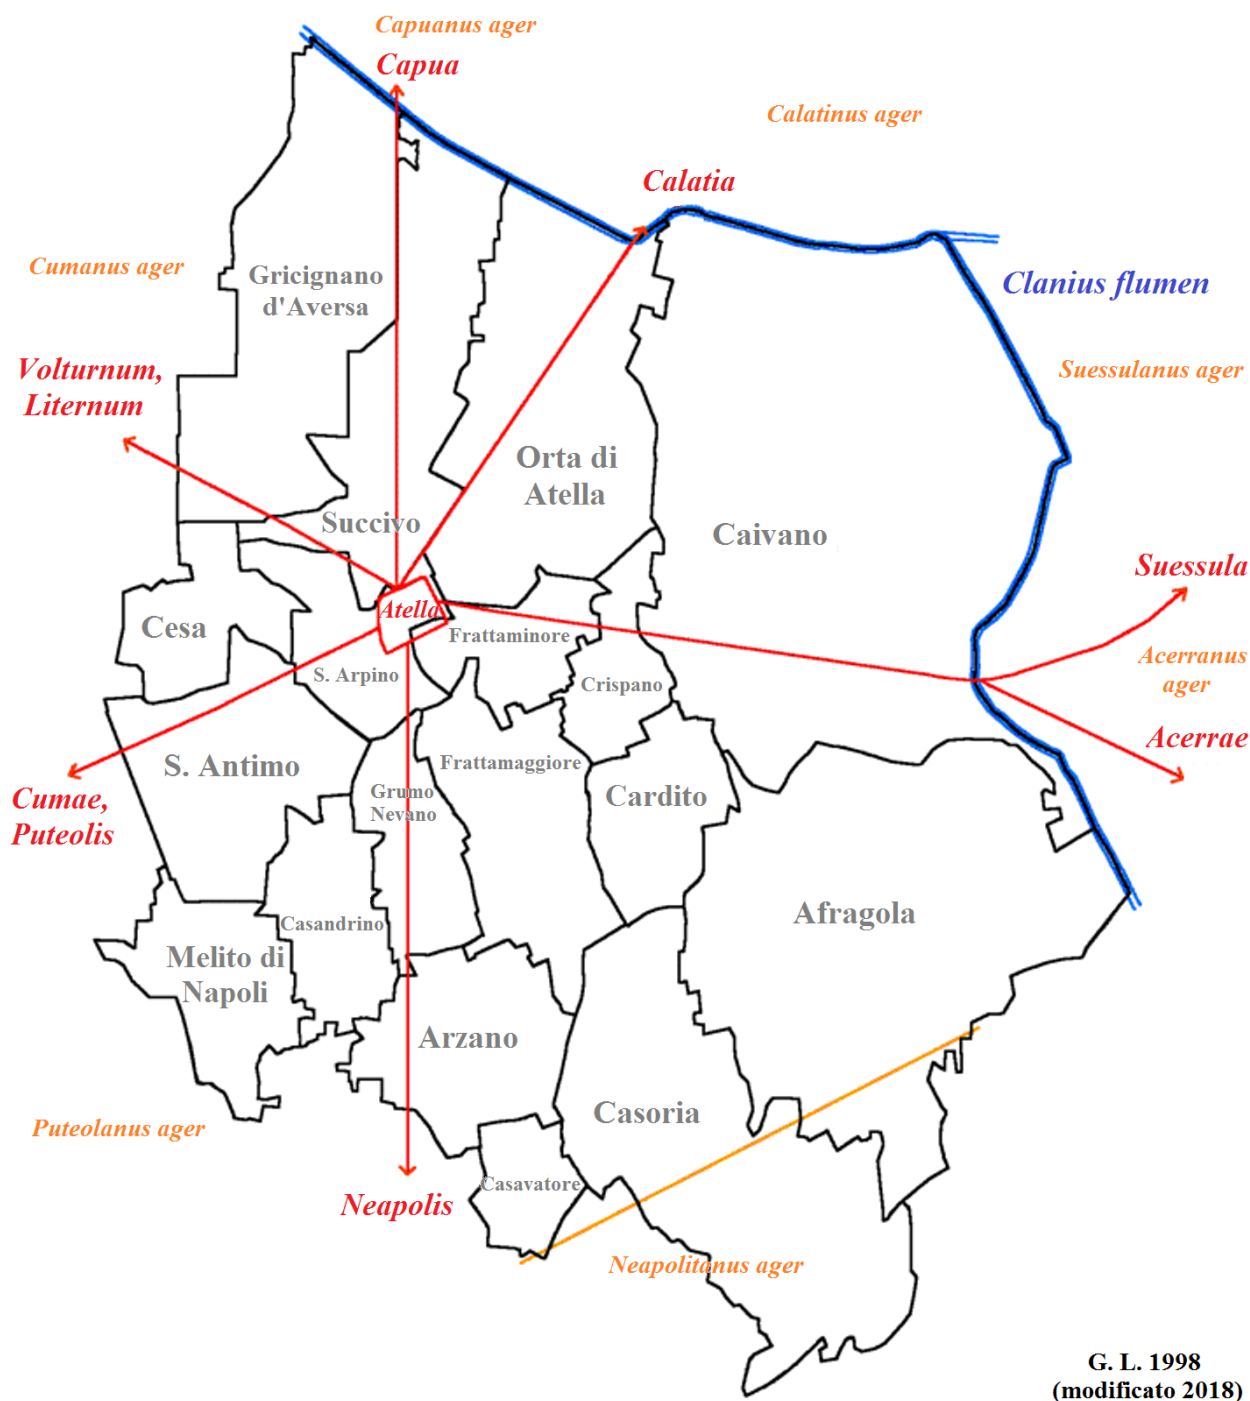 Capuanus ager
Capua
Calatinus ager
Calatia
Cumanus ager
Gricignano
d'Aversa
Clanius flumen
Volturnum,
Liternum
Suessulanus ager
Orta di
Atella
Succivo
Caivano
Suessula
Atella
Cesa
Frattaminore
S. Arpino
Crispano
Acerranus
ager
Acerrae
S. Antimo
Frattamaggiore
Cumae,
Puteolis
Grumo
Nevano
Cardito
Casandrino
Afragola
Melito di
Napoli
Arzano
Casoria
Puteolanus ager
Casavatore
Neapolis
Neapolitanus ager
G. L. 1998
(modificato 2018)